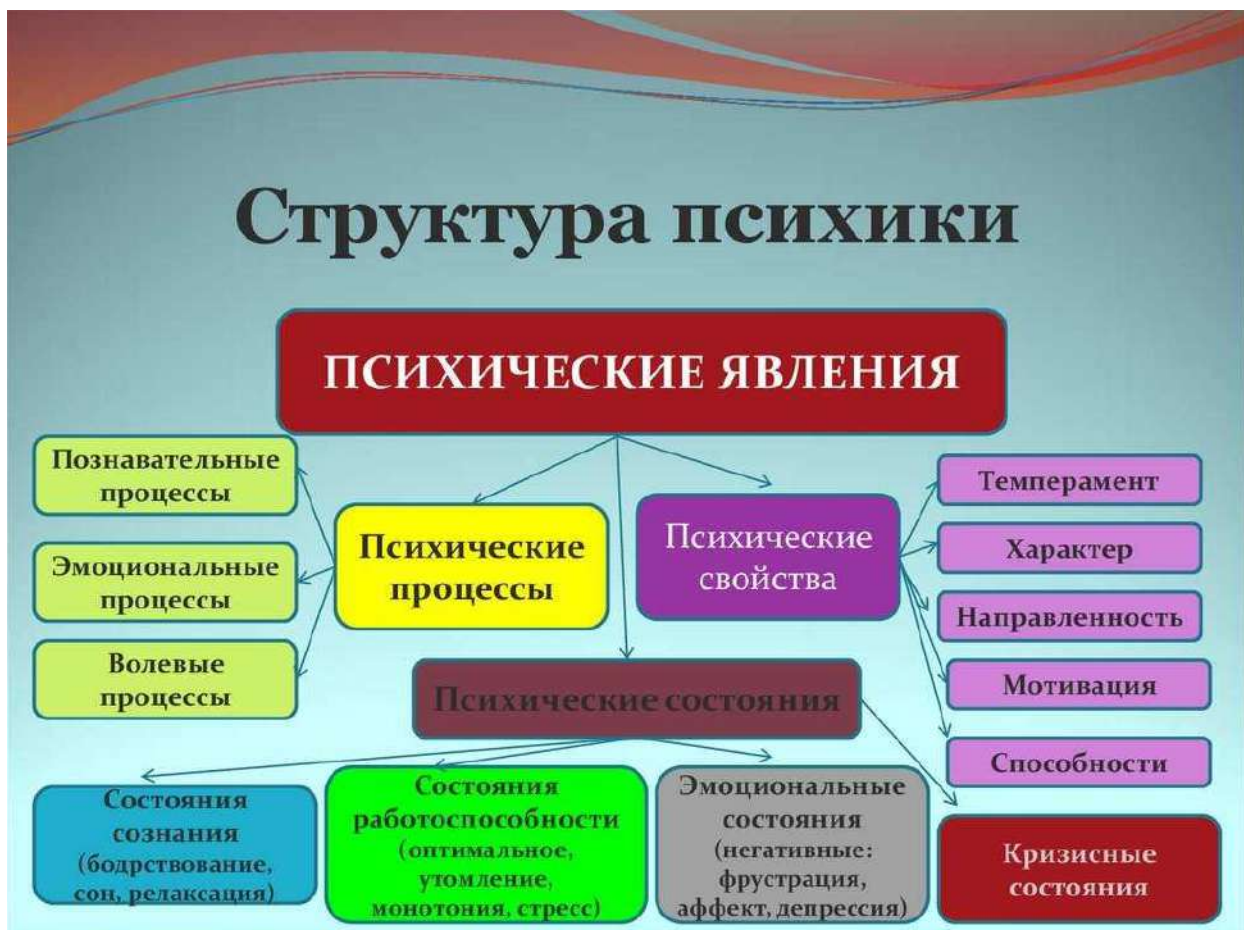 Структура психики
ПСИХИЧЕСКИЕ ЯВЛЕНИЯ
Познавательные
процессы
Эмоциональные
процессы
Волевые
процессы
Психические
процессы
Психические
свойства
Темперамент
Характер
Направленность
Мотивация
Способности
Психические состояния
Состояния
сознания
(бодрствование,
сон, релаксация)
Состояния
работоспособности
(оптимальное,
утомление,
монотония, стресс)
Эмоциональные
состояния
(негативные:
фрустрация,
аффект, депрессия)
Кризисные
состояния